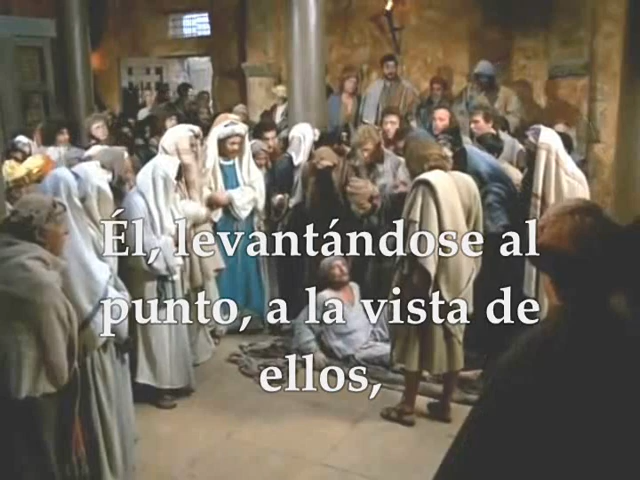 Él, levantándose al
punto, a la vista de
ellos,